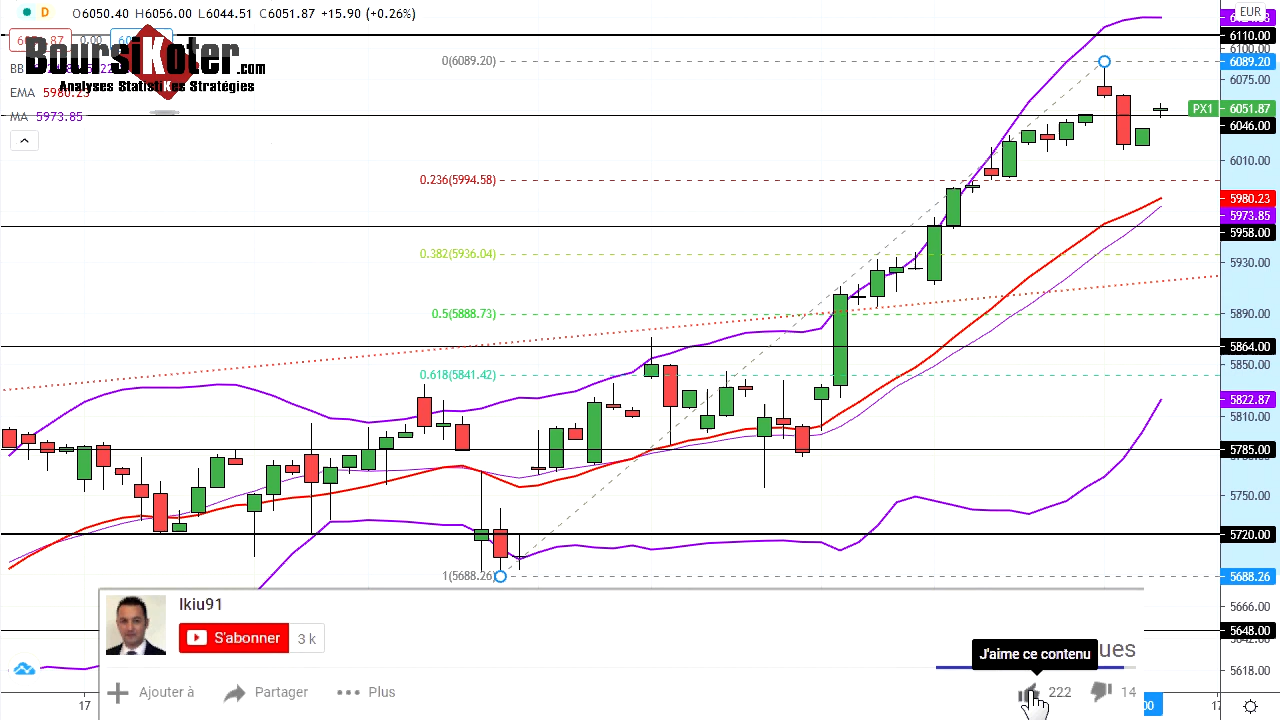 D O6050.40 H6056.00 L6044.51 C6051.87 +15.90 (+0.26%)
0.00
BoursiKoter.com
Analyses StatistiKes Stratégies
BB
EMA 5980.23
MA 5973.85
0(6089.20)
0.236(5994.58)
0.382(5936.04)
0.5(5888.73)
0.618(5841.42)
1(5688.26)
EUR
6110.00
6100.00
6089.20
6075.00
PX1 6051.87
6046.00
6010.00
5980.23
5973.85
5958.00
5930.00
5890.00
5864.00
5850.00
5822.87
5810.00
5785.00
5750.00
5720.00
5688.26
5666.00
5648.00
5618.00
Ikiu91
S'abonner 3 k
J'aime ce contenu
ues
Ajouter à Partager Plus
222 14
17